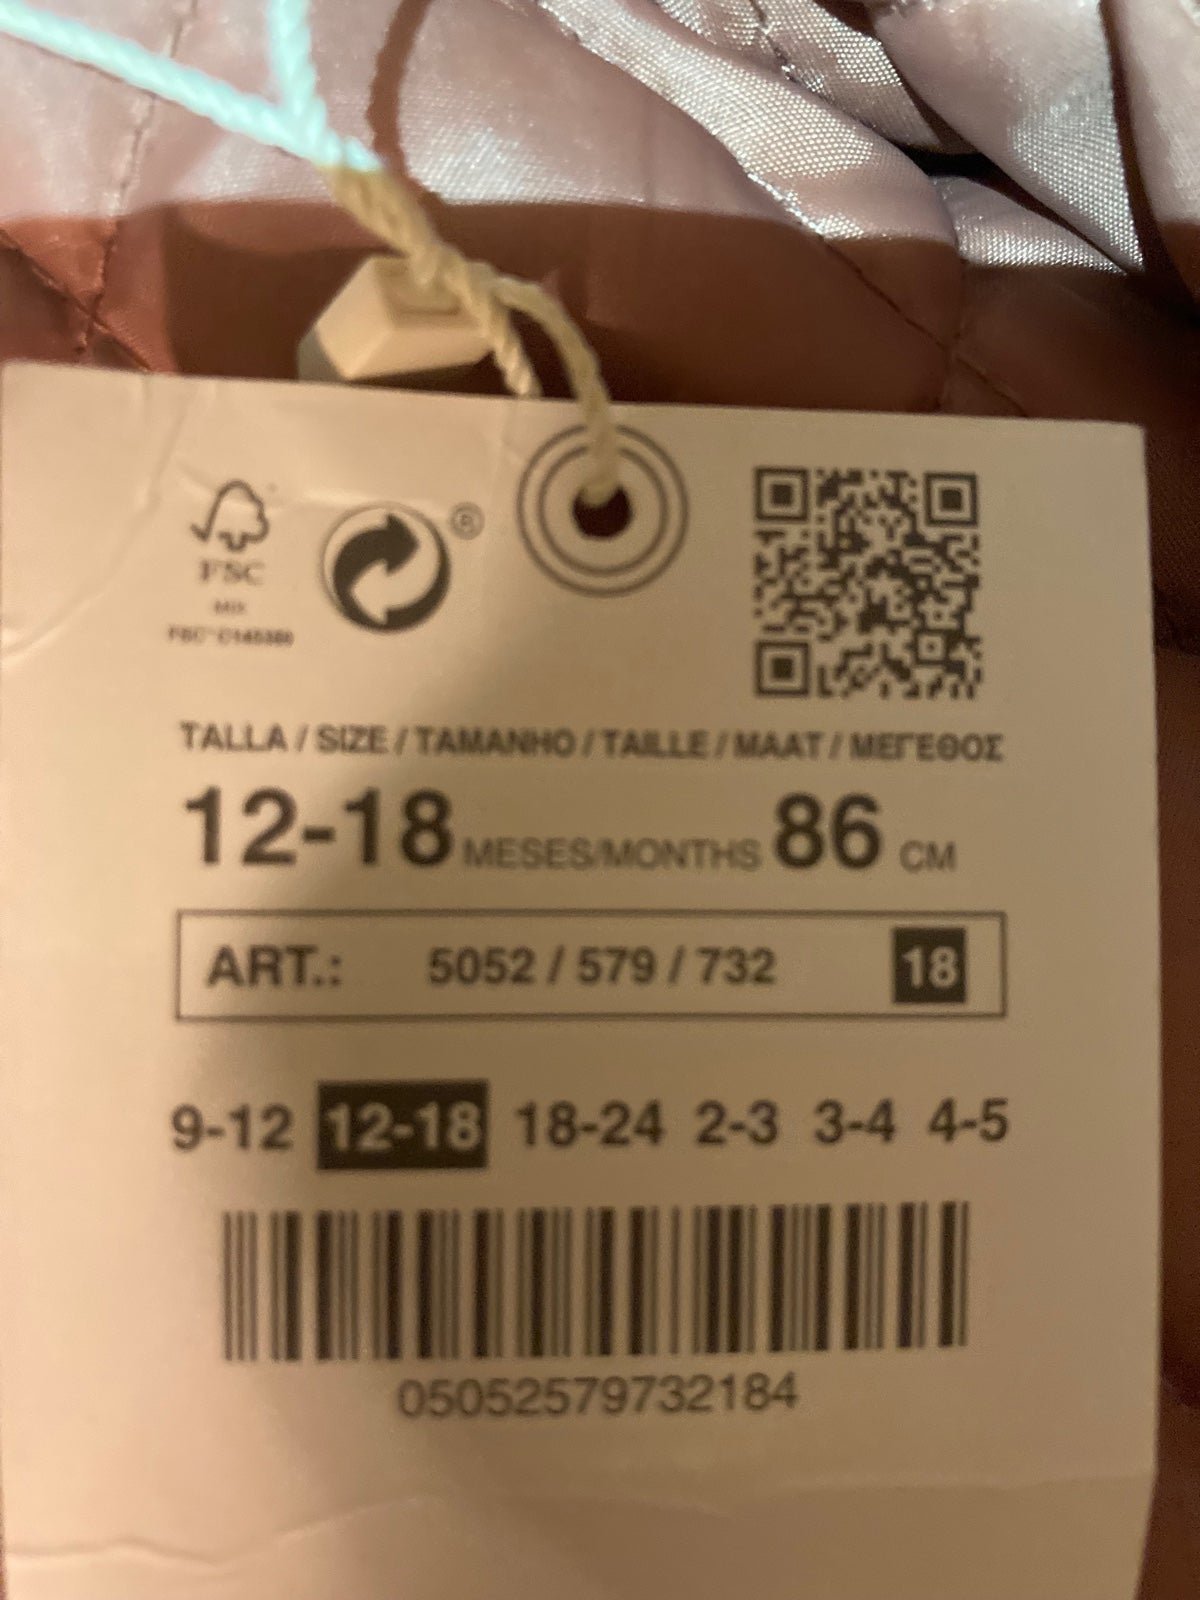 FSC
MIX
®
TALLA / SIZE / TAMANHO / TAILLE / MAAT / ΜΕΓΕΘΟΣ
12-18 MESES/MONTHS 86 CM
ART.: 5052 / 579 / 732 18
9-12 12-18 18-24 2-3 3-4 4-5
05052579732184